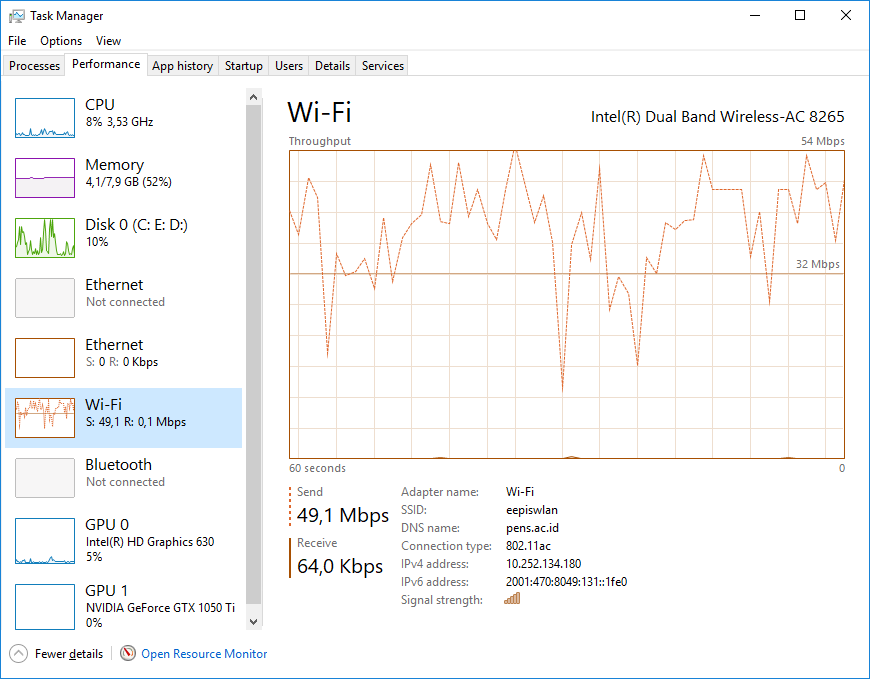 Task Manager
File Options View
Processes Performance App history Startup Users Details Services
CPU
8% 3,53 GHz
Memory
4,1/7,9 GB (52%)
Disk 0 (C: E: D:)
10%
Ethernet
Not connected
Ethernet
S: 0 R: 0 Kbps
Wi-Fi
S: 49,1 R: 0,1 Mbps
Bluetooth
Not connected
GPU 0
Intel(R) HD Graphics 630
5%
GPU 1
NVIDIA GeForce GTX 1050 Ti
0%
Wi-Fi Intel(R) Dual Band Wireless-AC 8265
Throughput 54 Mbps
32 Mbps
60 seconds 0
Send
49,1 Mbps
Receive
64,0 Kbps
Adapter name: Wi-Fi
SSID: eepiswlan
DNS name: pens.ac.id
Connection type: 802.11ac
IPv4 address: 10.252.134.180
IPv6 address: 2001:470:8049:131::1fe0
Signal strength:
Fewer details Open Resource Monitor